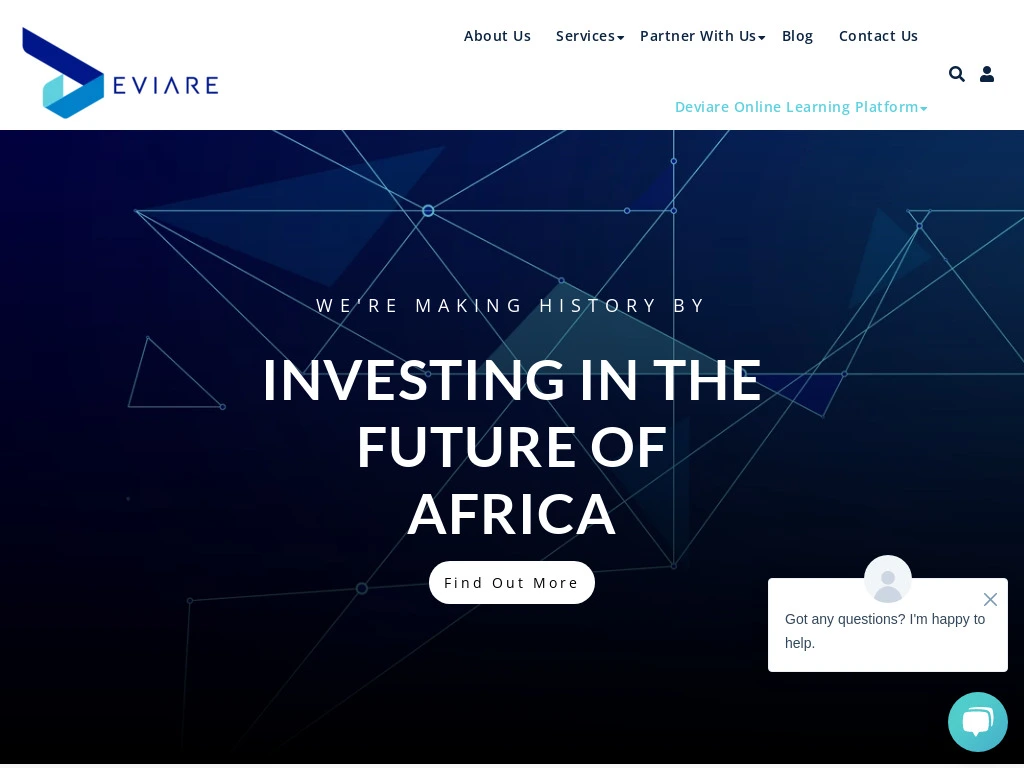 EVIARE
About Us
Services
Partner With Us
Blog
Contact Us
Deviare Online Learning Platform
WE'RE MAKING HISTORY BY
INVESTING IN THE
FUTURE OF
AFRICA
Find Out More
Got any questions? I'm happy to
help.